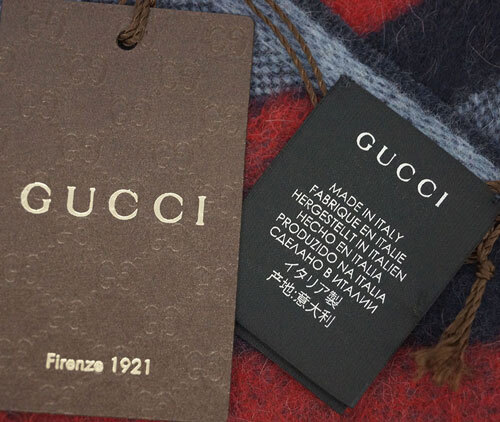 GUCCI
Firenze 1921
GUCCI
MADE IN ITALY
FABRIQUE EN ITALIE
HERGESTELLT IN ITALIEN
HECHO EN ITALIA
PRODUZIDO NA ITALIA
СДЕЛАНО В ИТАЛИИ
イタリア製
产地:意大利